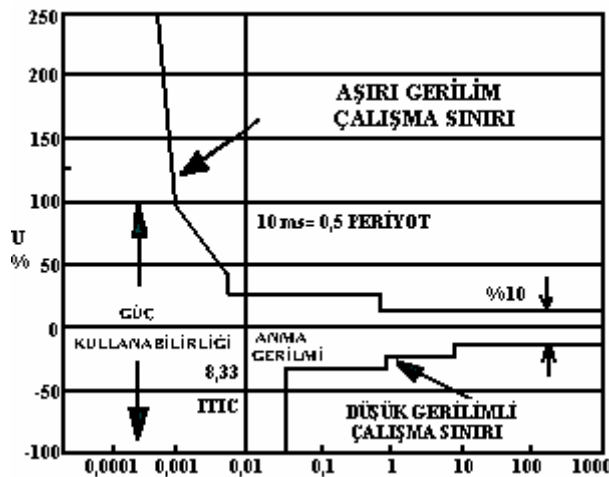 250
200
150
100
50
0
-50
-100
U
%
AŞIRI GERİLİM
ÇALIŞMA SINIRI
10 ms= 0,5 PERİYOT
%10
GÜÇ
KULLANABİLİRLİĞİ
ANMA
GERİLMİ
8,33
ITIC
DÜŞÜK GERİLİMLİ
ÇALIŞMA SINIRI
0,0001 0,001 0,01 0,1 1 10 100 1000